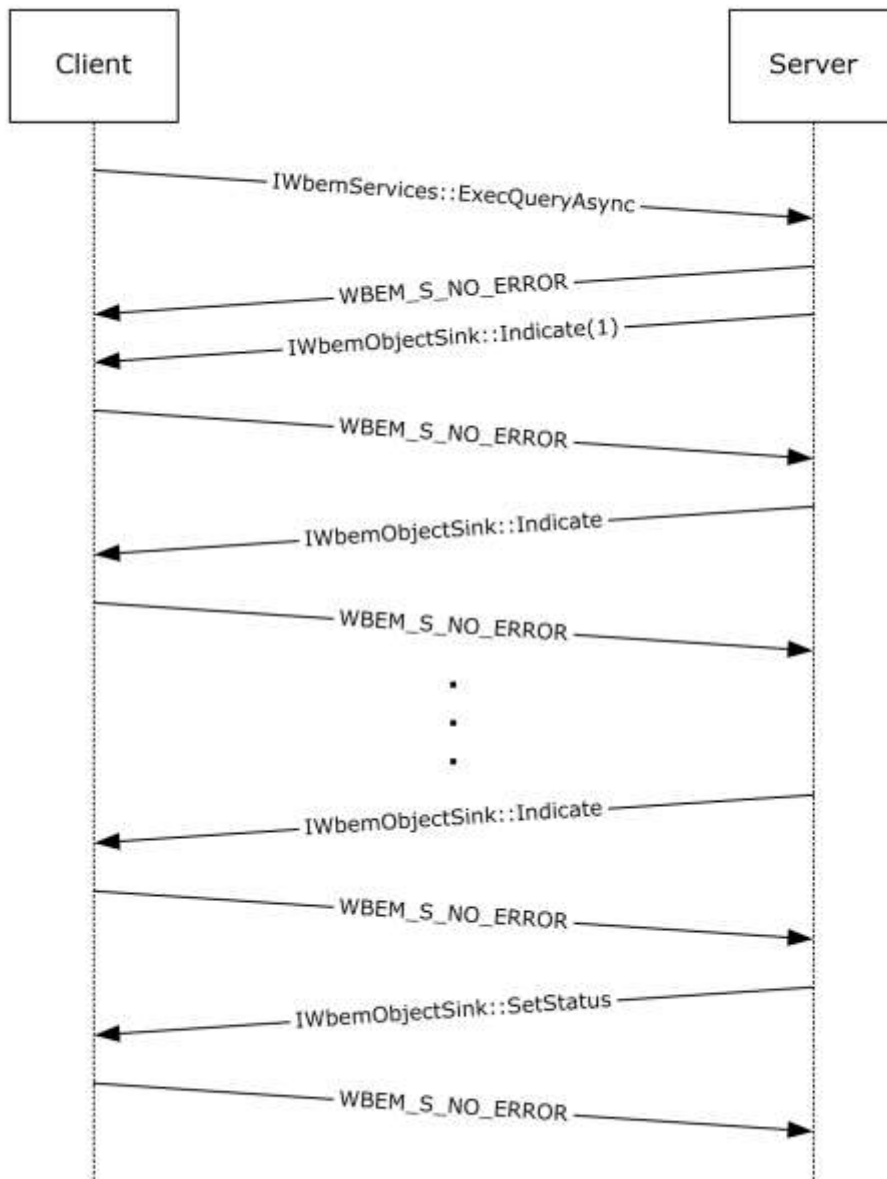 Client
Server
IWbemServices::ExecQueryAsync
WBEM_S_NO_ERROR
IWbemObjectSink::Indicate(1)
WBEM_S_NO_ERROR
IWbemObjectSink::Indicate
WBEM_S_NO_ERROR
IWbemObjectSink::Indicate
WBEM_S_NO_ERROR
IWbemObjectSink::SetStatus
WBEM_S_NO_ERROR